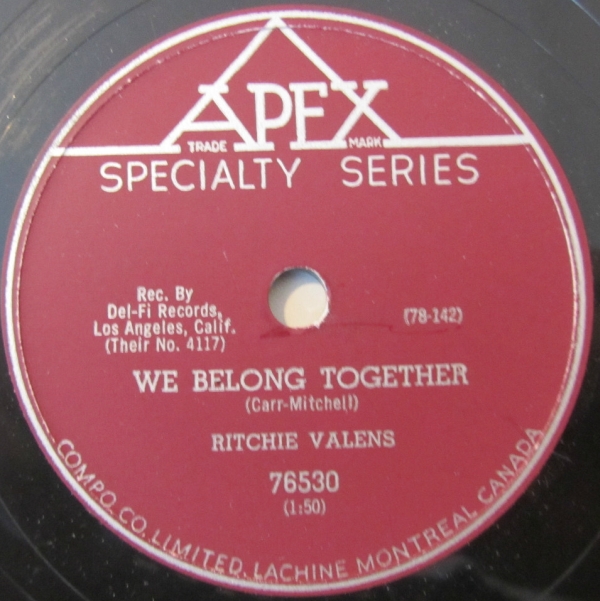 APEX
TRADE MARK
SPECIALTY SERIES
Rec. By
Del-Fi Records,
Los Angeles, Calif.
(Their No. 4117)
(78-142)
WE BELONG TOGETHER
(Carr-Mitchell)
RITCHIE VALENS
76530
(1:50)
COMPO CO. LIMITED. LACHINE MONTREAL CANADA